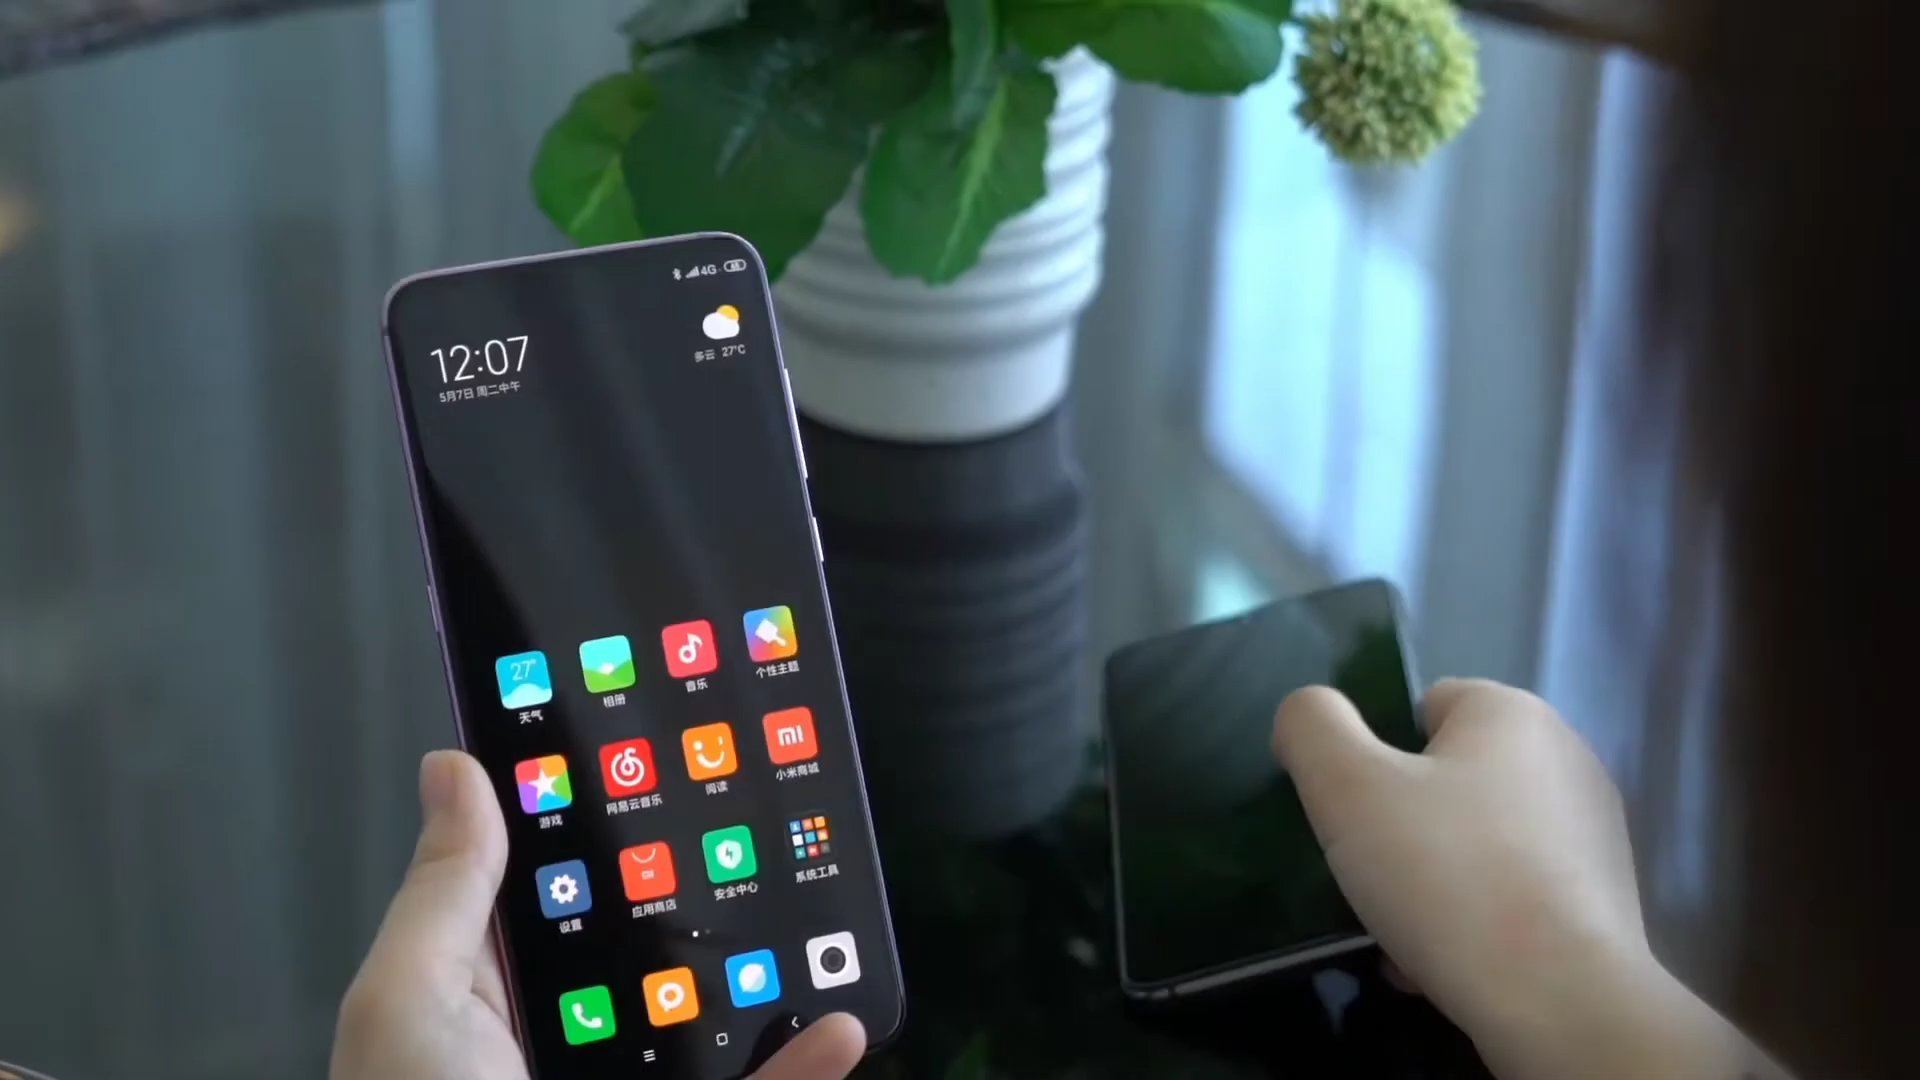 4G 48
12:07
5月7日 周二中午
多云 27°C
27°
天气
相册
音乐
个性主题
mi
游戏
网易云音乐
阅读
小米商城
mi
设置
应用商店
安全中心
系统工具